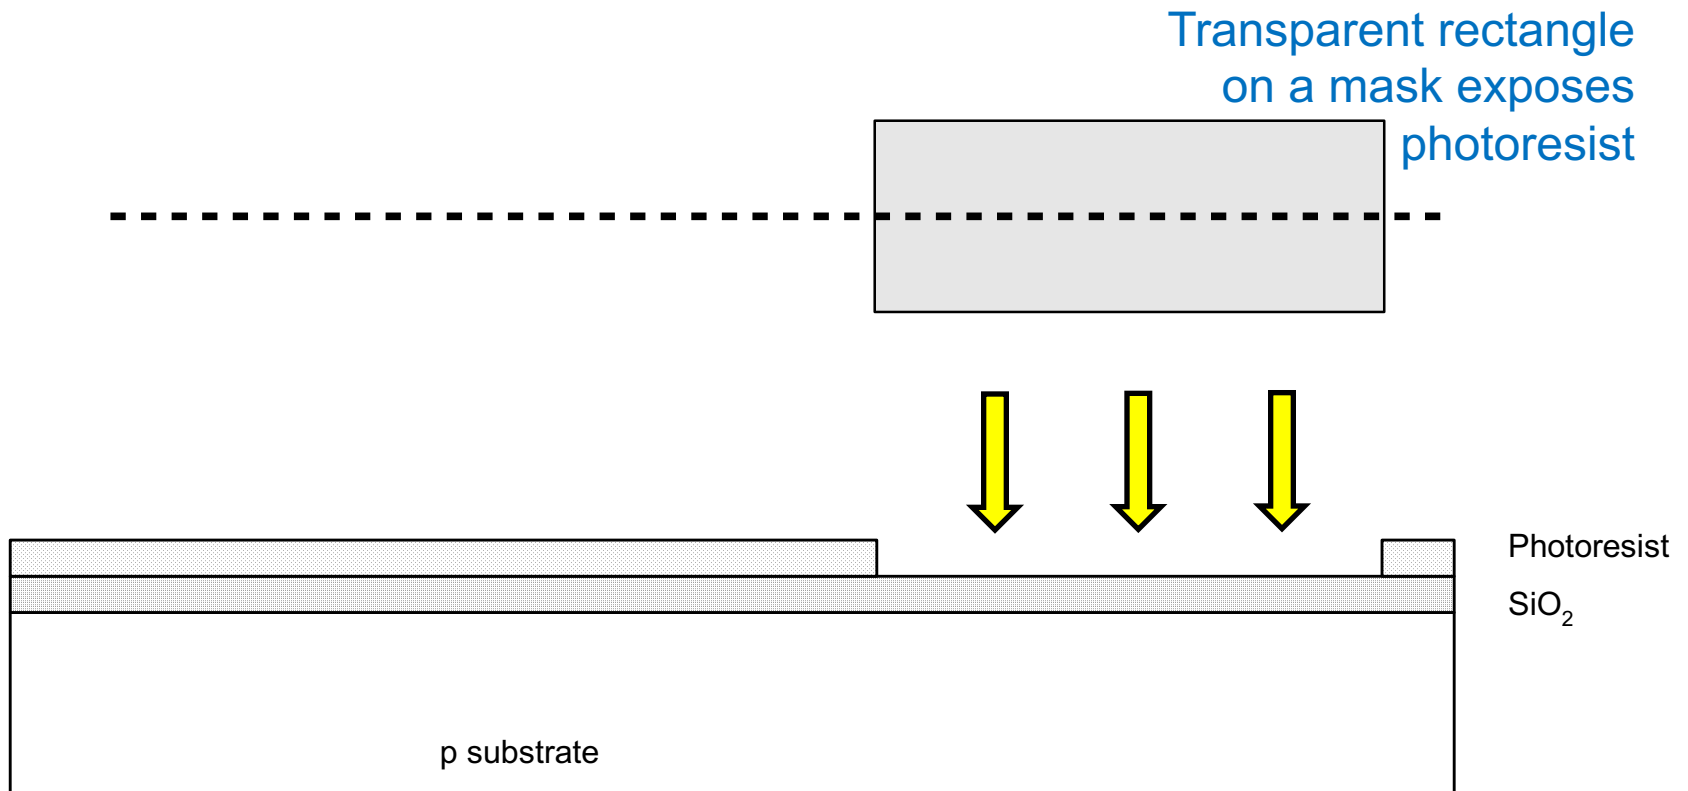 Transparent rectangle
on a mask exposes
photoresist
Photoresist
SiO₂
p substrate